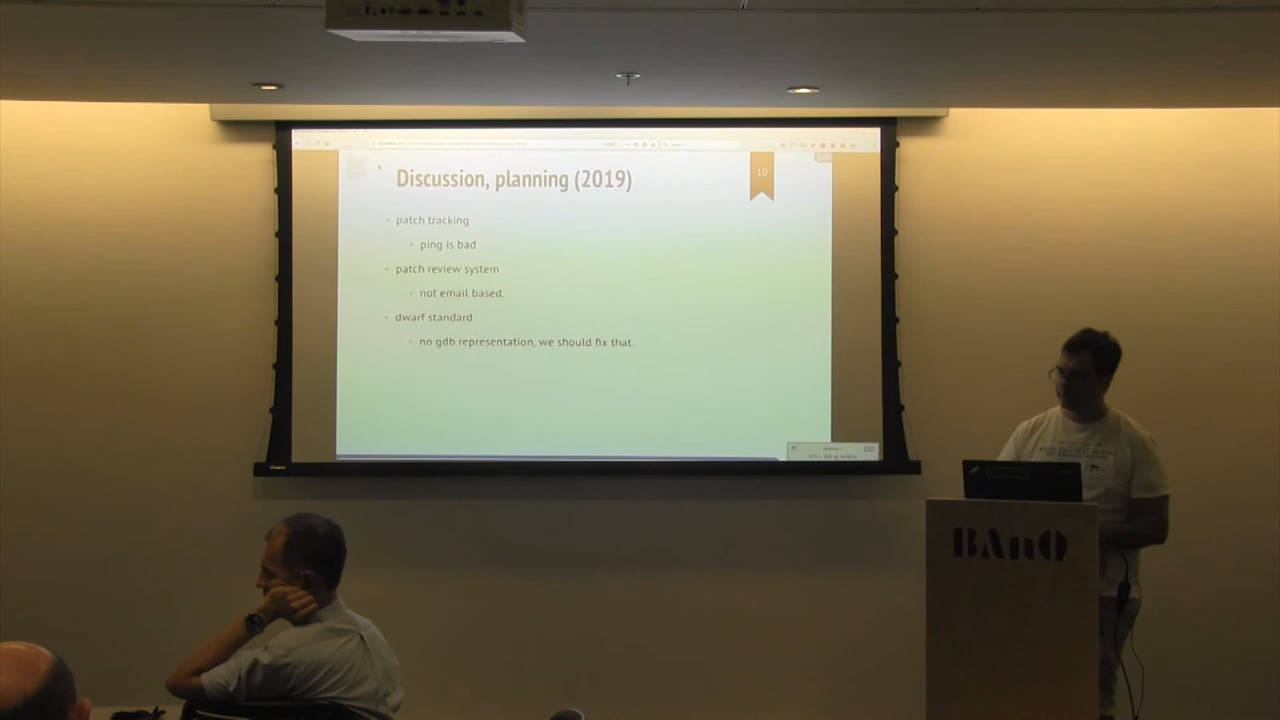 Discussion, planning (2019)
10
patch tracking
ping is bad
patch review system
not email based.
dwarf standard
no gdb representation, we should fix that.
BAnQ